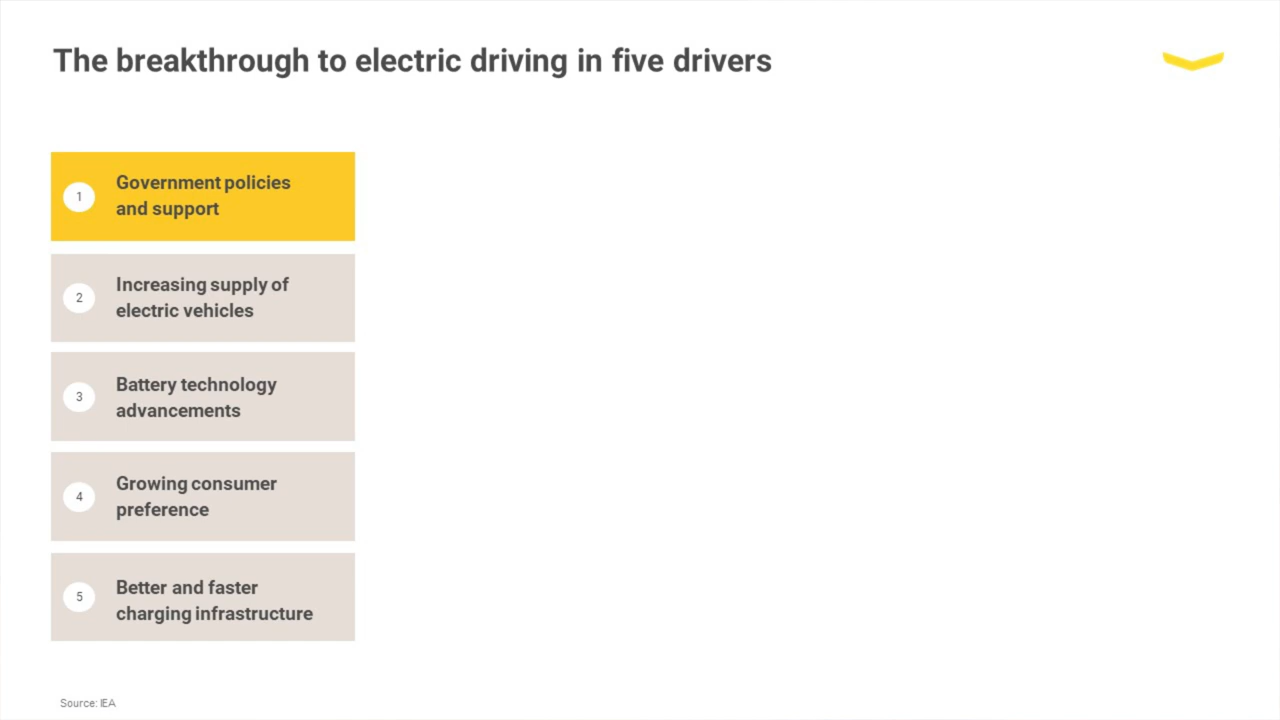 The breakthrough to electric driving in five drivers
1
Government policies
and support
2
Increasing supply of
electric vehicles
3
Battery technology
advancements
4
Growing consumer
preference
5
Better and faster
charging infrastructure
Source: IEA